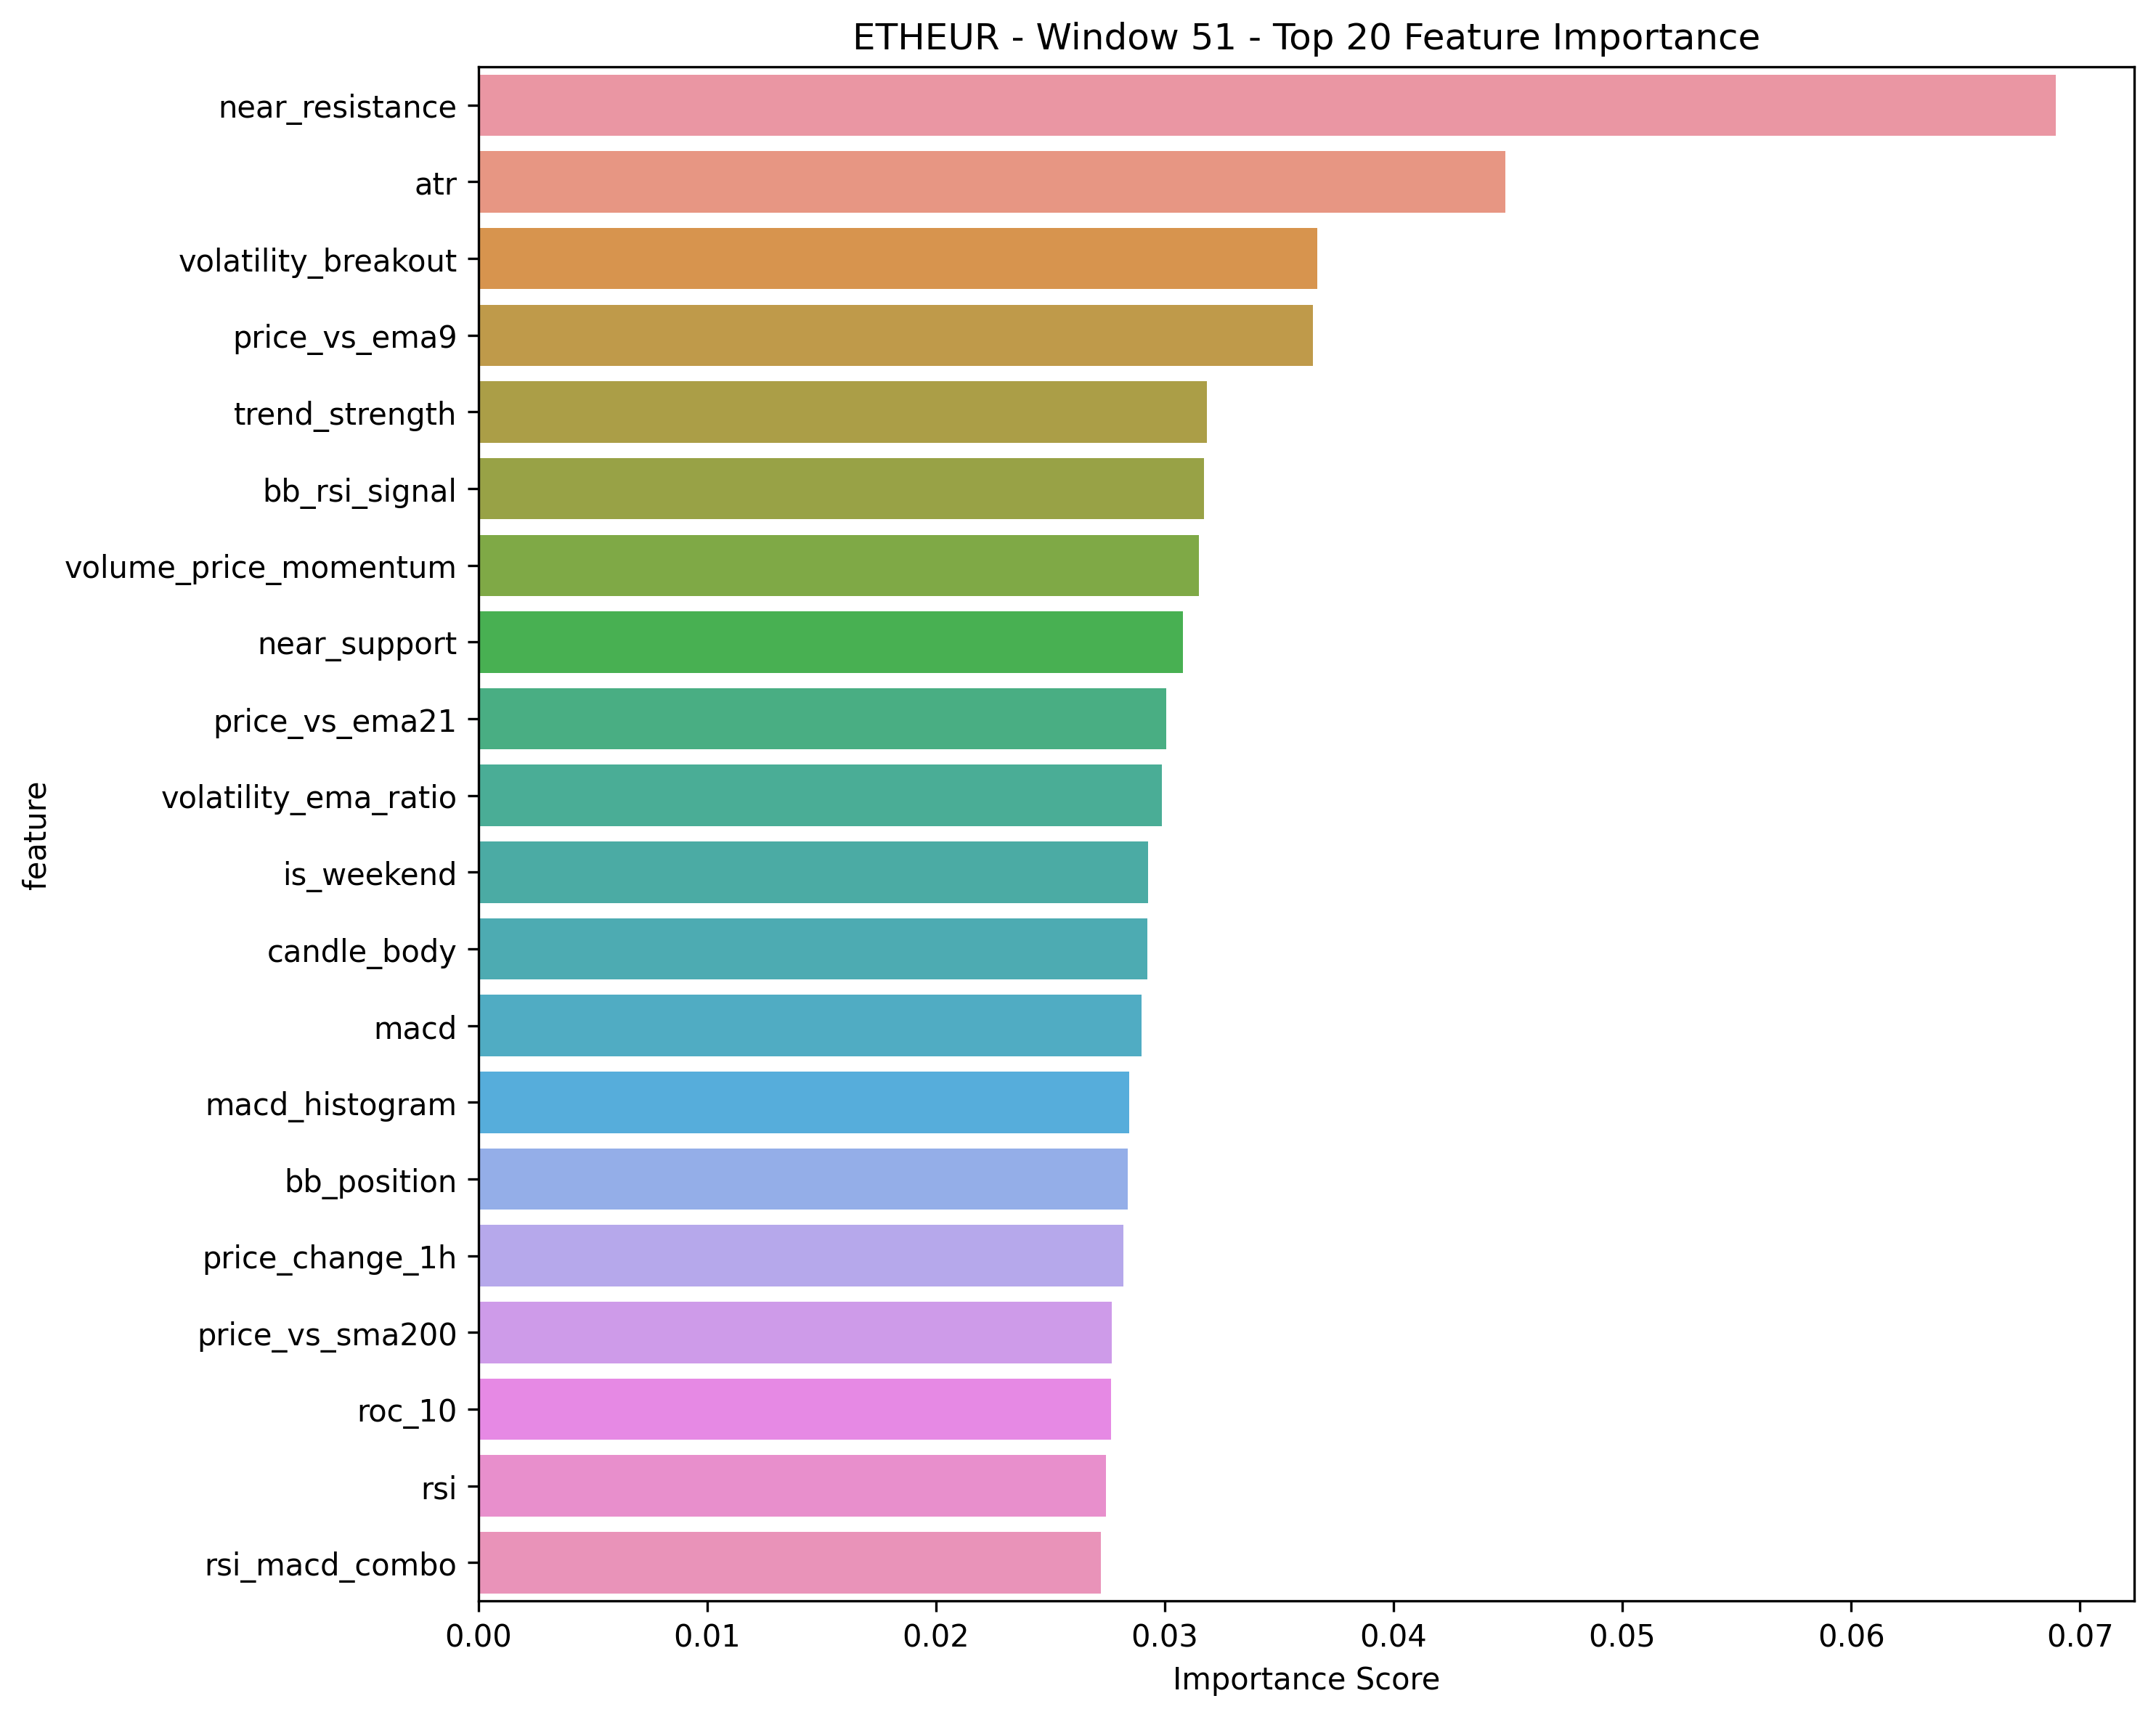 ETHEUR - Window 51 - Top 20 Feature Importance
near_resistance
atr
volatility_breakout
price_vs_ema9
trend_strength
bb_rsi_signal
volume_price_momentum
near_support
price_vs_ema21
volatility_ema_ratio
is_weekend
candle_body
macd
macd_histogram
bb_position
price_change_1h
price_vs_sma200
roc_10
rsi
rsi_macd_combo
feature
0.00 0.01 0.02 0.03 0.04 0.05 0.06 0.07
Importance Score